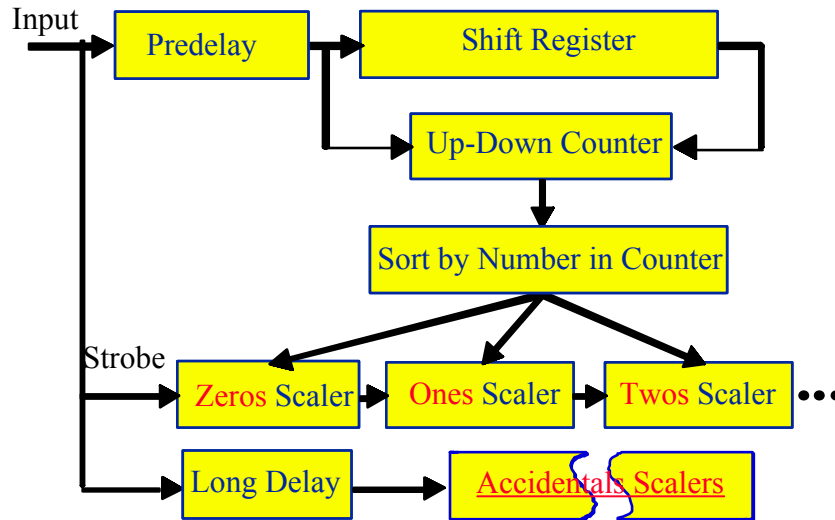 Input
Predelay
Shift Register
Up-Down Counter
Sort by Number in Counter
Strobe
Zeros Scaler
Ones Scaler
Twos Scaler
Long Delay
Accidentals Scalers